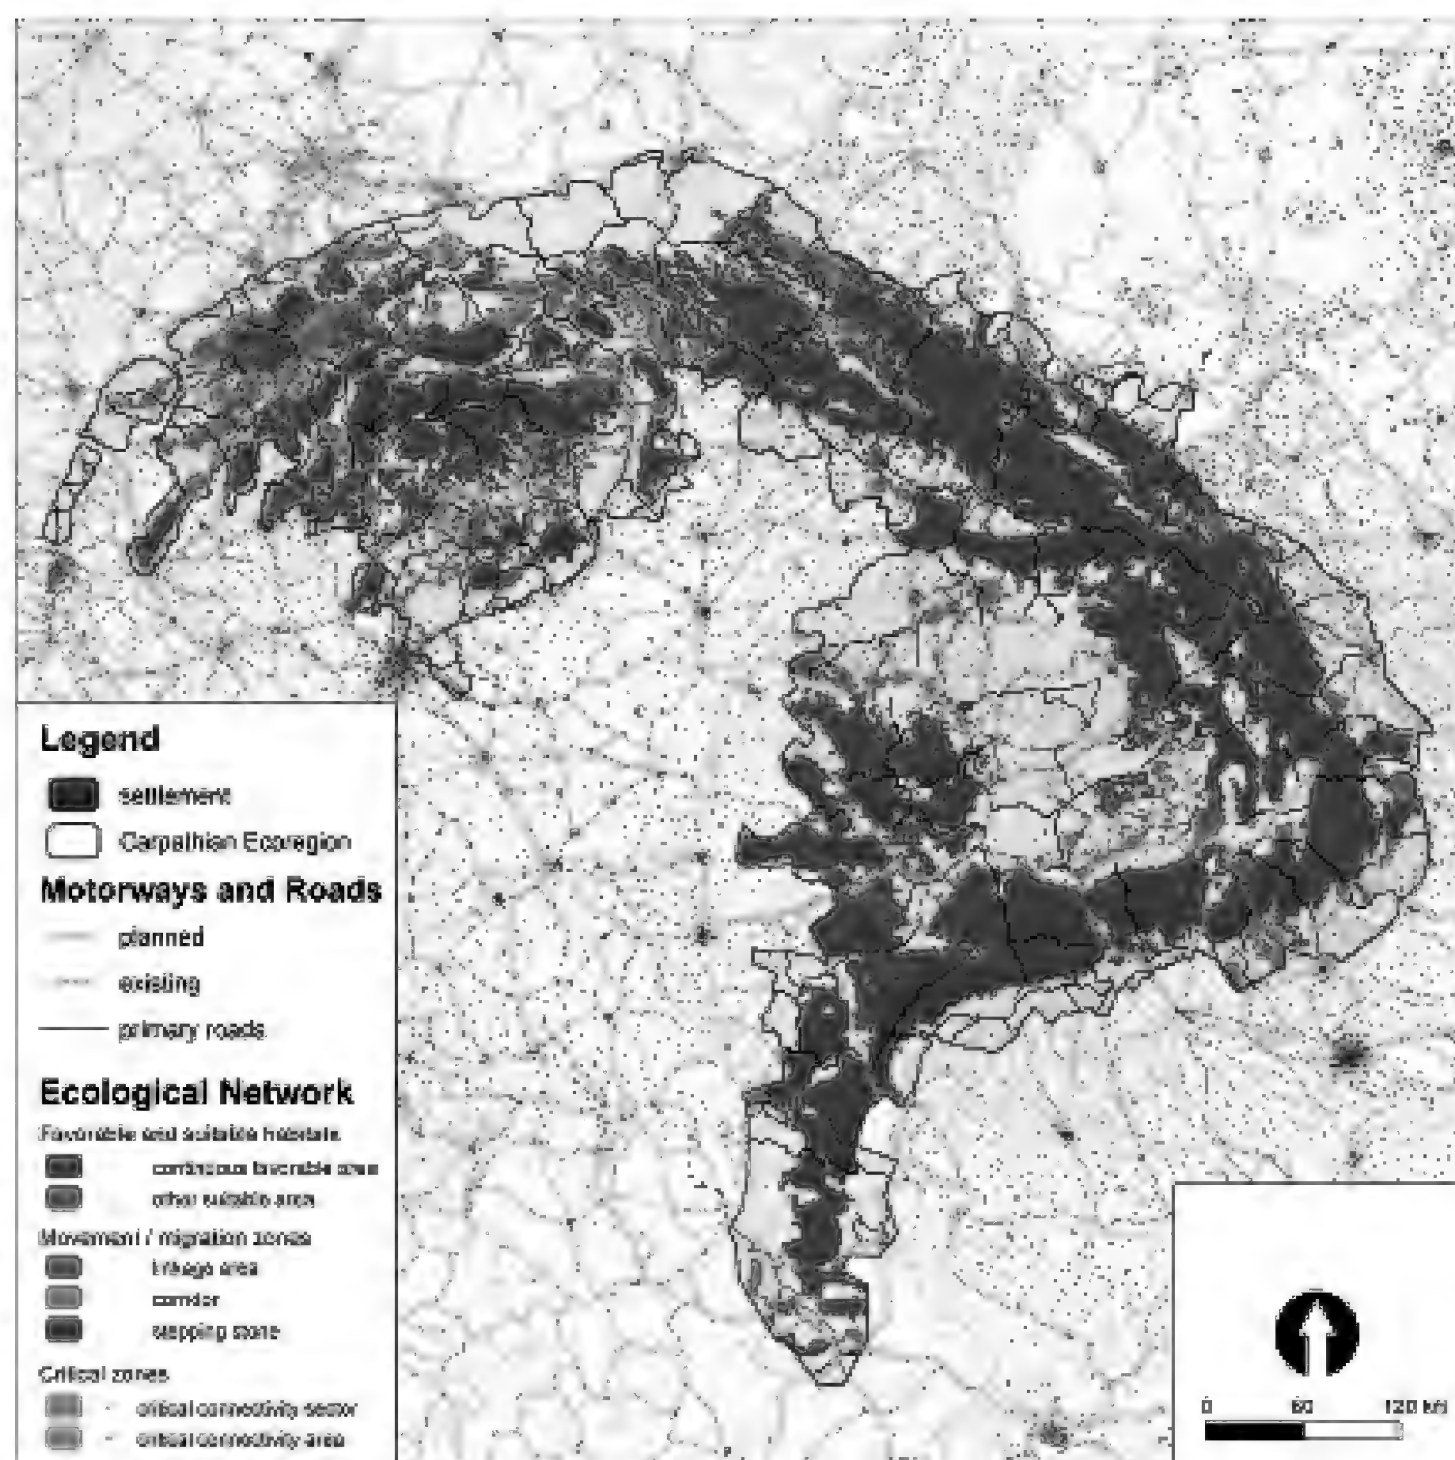 Legend
settlement
Carpathian Ecoregion
Motorways and Roads
planned
existing
primary roads
Ecological Network
Favorable and suitable habitats
continuous favorable area
other suitable area
Movement / migration zones
linkage area
corridor
stepping stone
Critical zones
critical connectivity sector
critical connectivity area
0 60 120 km